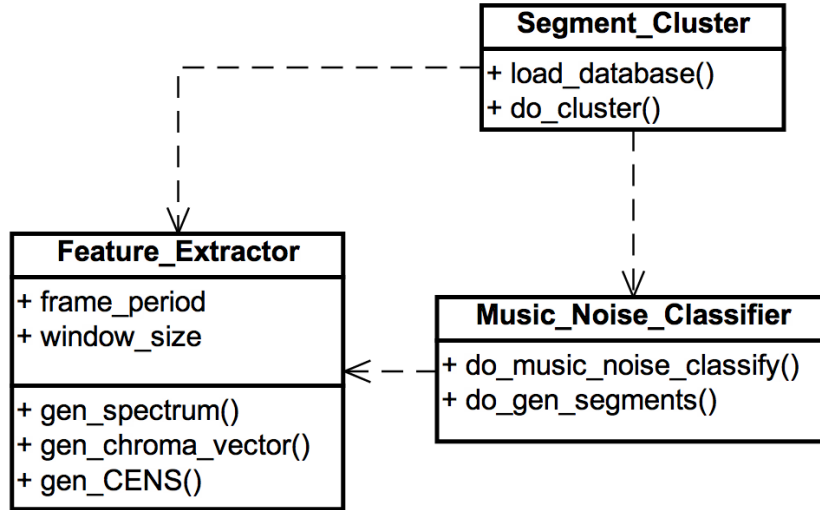 Segment_Cluster
+ load_database()
+ do_cluster()
Feature_Extractor
+ frame_period
+ window_size
+ gen_spectrum()
+ gen_chroma_vector()
+ gen_CENS()
Music_Noise_Classifier
+ do_music_noise_classify()
+ do_gen_segments()